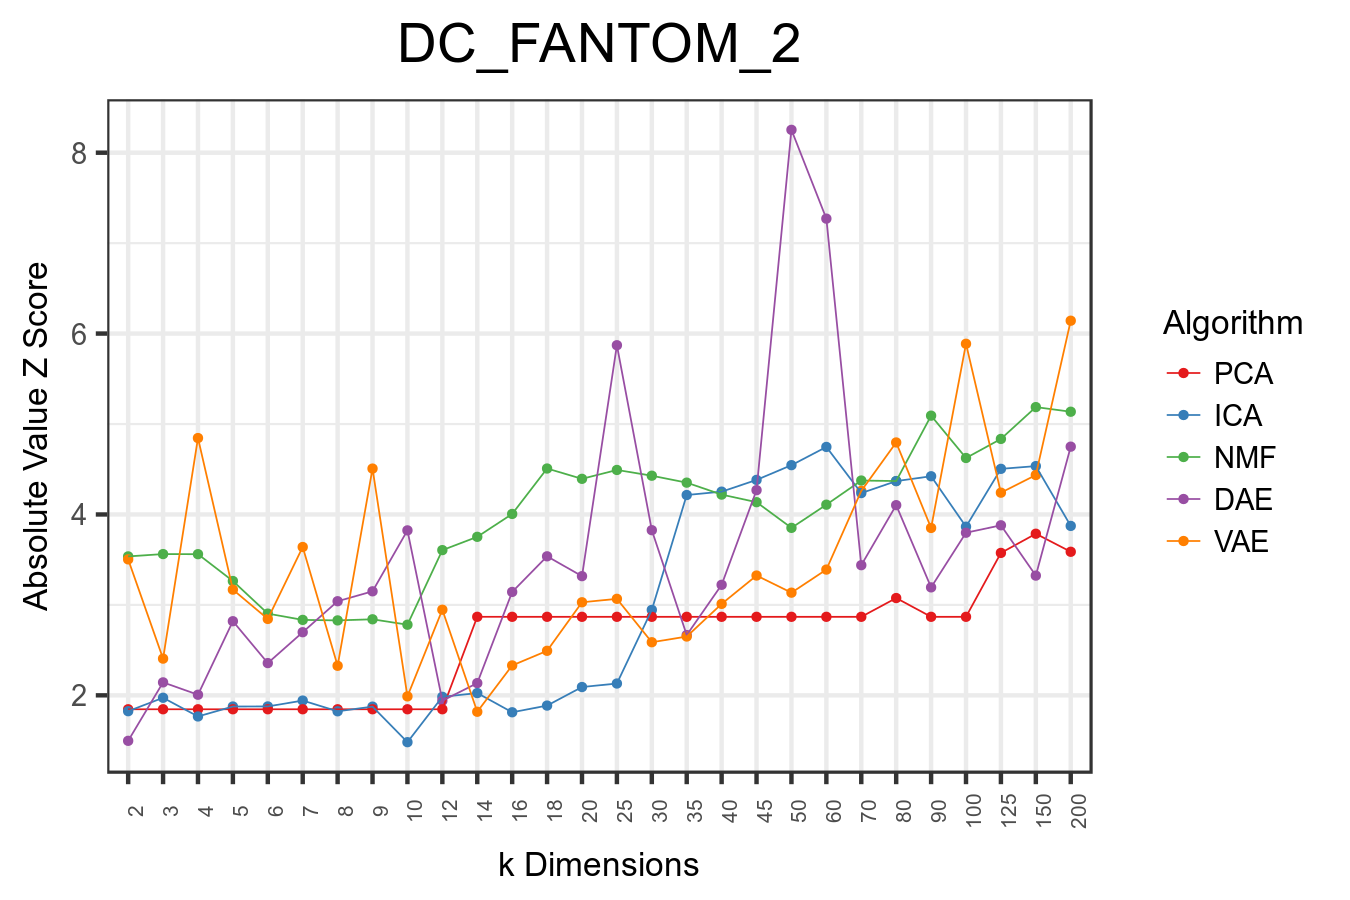 DC_FANTOM_2
Absolute Value Z Score
8
6
4
2
2 3 4 5 6 7 8 9 10 12 14 16 18 20 25 30 35 40 45 50 60 70 80 90 100 125 150 200
k Dimensions
Algorithm
PCA
ICA
NMF
DAE
VAE